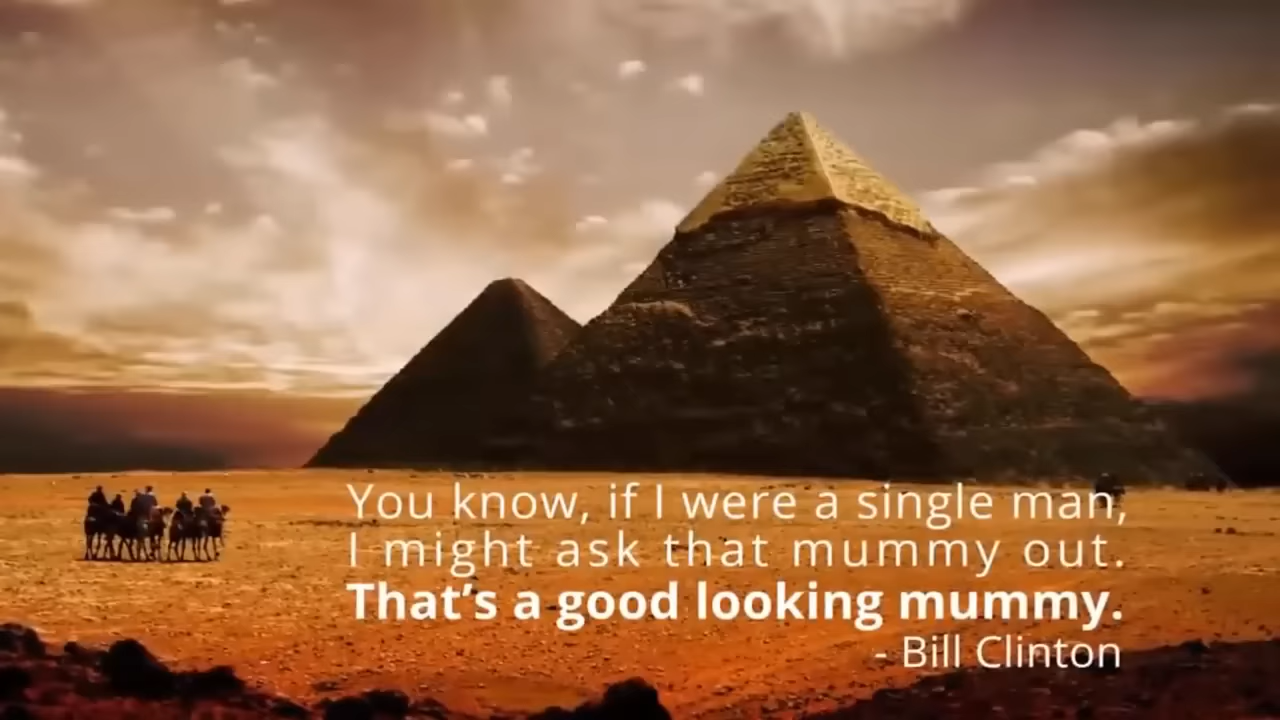 You know, if I were a single man,
I might ask that mummy out.
That's a good looking mummy.
- Bill Clinton